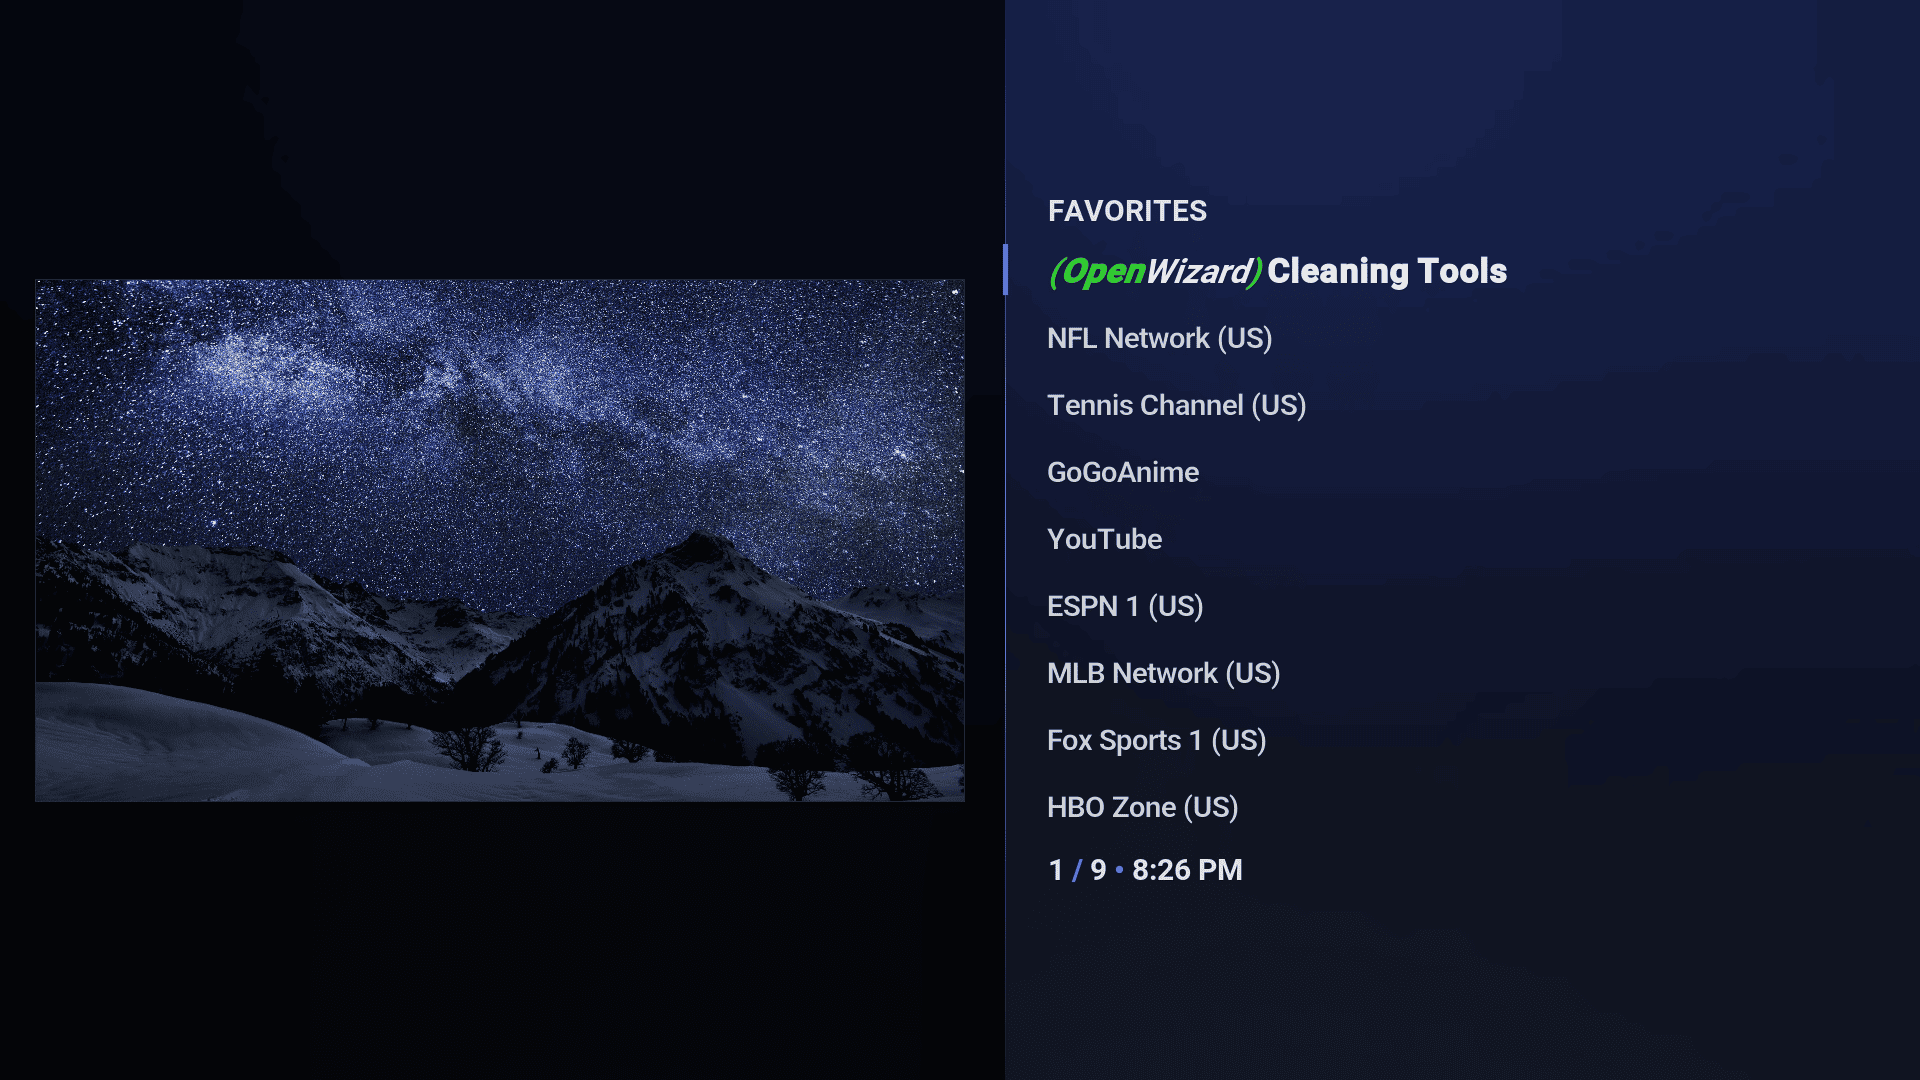 FAVORITES
(OpenWizard) Cleaning Tools
NFL Network (US)
Tennis Channel (US)
GoGoAnime
YouTube
ESPN 1 (US)
MLB Network (US)
Fox Sports 1 (US)
HBO Zone (US)
1 / 9 • 8:26 PM